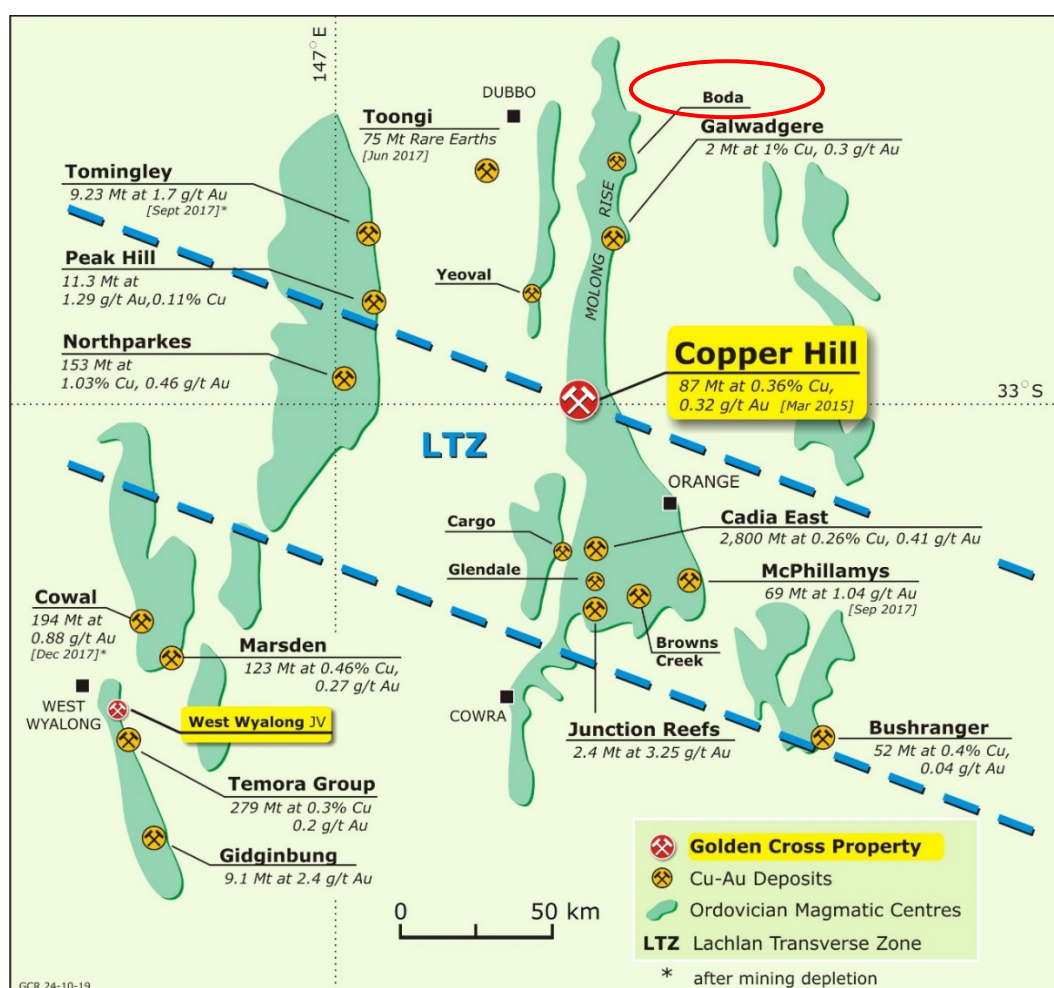 147°E
DUBBO
Boda
Toongi
75 Mt Rare Earths
[Jun 2017]
Galwadgere
2 Mt at 1% Cu, 0.3 g/t Au
Tomingley
9.23 Mt at 1.7 g/t Au
[Sept 2017]*
MOLONG RISE
Peak Hill
11.3 Mt at
1.29 g/t Au,0.11% Cu
Yeoval
Northparkes
153 Mt at
1.03% Cu, 0.46 g/t Au
Copper Hill
87 Mt at 0.36% Cu,
0.32 g/t Au [Mar 2015]
33°S
LTZ
ORANGE
Cargo
Cadia East
2,800 Mt at 0.26% Cu, 0.41 g/t Au
Glendale
McPhillamys
69 Mt at 1.04 g/t Au
[Sep 2017]
Cowal
194 Mt at
0.88 g/t Au
[Dec 2017]*
Marsden
123 Mt at 0.46% Cu,
0.27 g/t Au
Browns
Creek
WEST
WYALONG
West Wyalong JV
COWRA
Junction Reefs
2.4 Mt at 3.25 g/t Au
Bushranger
52 Mt at 0.4% Cu,
0.04 g/t Au
Temora Group
279 Mt at 0.3% Cu
0.2 g/t Au
Gidginbung
9.1 Mt at 2.4 g/t Au
Golden Cross Property
Cu-Au Deposits
0 50 km
Ordovician Magmatic Centres
LTZ Lachlan Transverse Zone
* after mining depletion
GCR 24-10-19